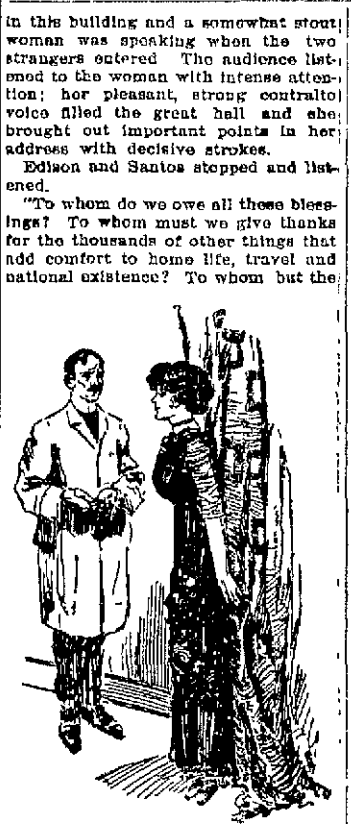 in this building and a somewhat stout
woman was speaking when the two
strangers entered The audience list-
ened to the woman with intense atten-
tion; her pleasant, strong contralto
voice filled the great hall and she
brought out important points in her
address with decisive strokes.
Edison and Santos stopped and list-
ened.
"To whom do we owe all these bless-
ings? To whom must we give thanks
for the thousands of other things that
add comfort to home life, travel and
national existence? To whom but the